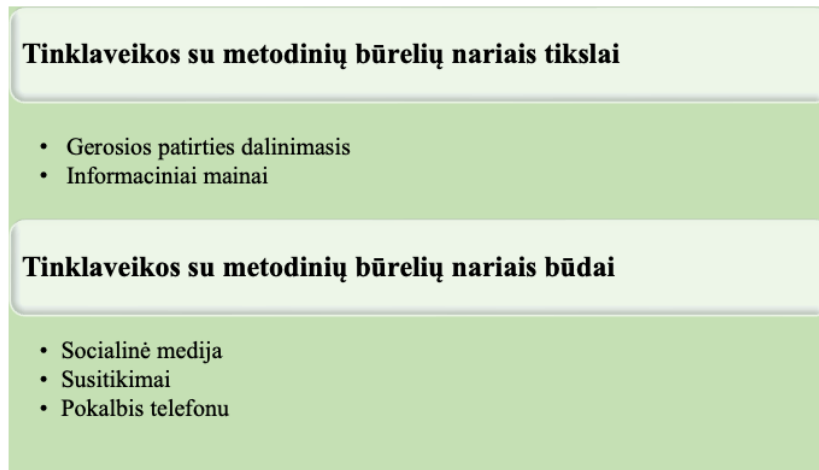 Tinklaveikos su metodinių būrelių nariais tikslai
• Gerosios patirties dalinimasis
• Informaciniai mainai
Tinklaveikos su metodinių būrelių nariais būdai
• Socialinė medija
• Susitikimai
• Pokalbis telefonu